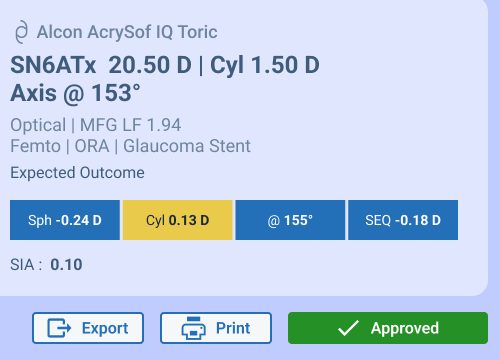 Alcon AcrySof IQ Toric
SN6ATx 20.50 D | Cyl 1.50 D
Axis @ 153°
Optical | MFG LF 1.94
Femto | ORA | Glaucoma Stent
Expected Outcome
Sph -0.24 D Cyl 0.13 D @ 155° SEQ -0.18 D
SIA : 0.10
Export Print Approved